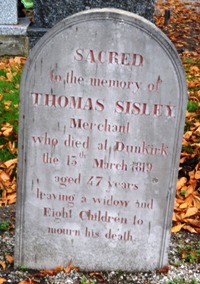 SACRED
to the memory of
THOMAS SISLEY
Merchant
who died at Dunkirk
the 15th March 1819
aged 47 years
leaving a widow and
Eight Children to
mourn his death